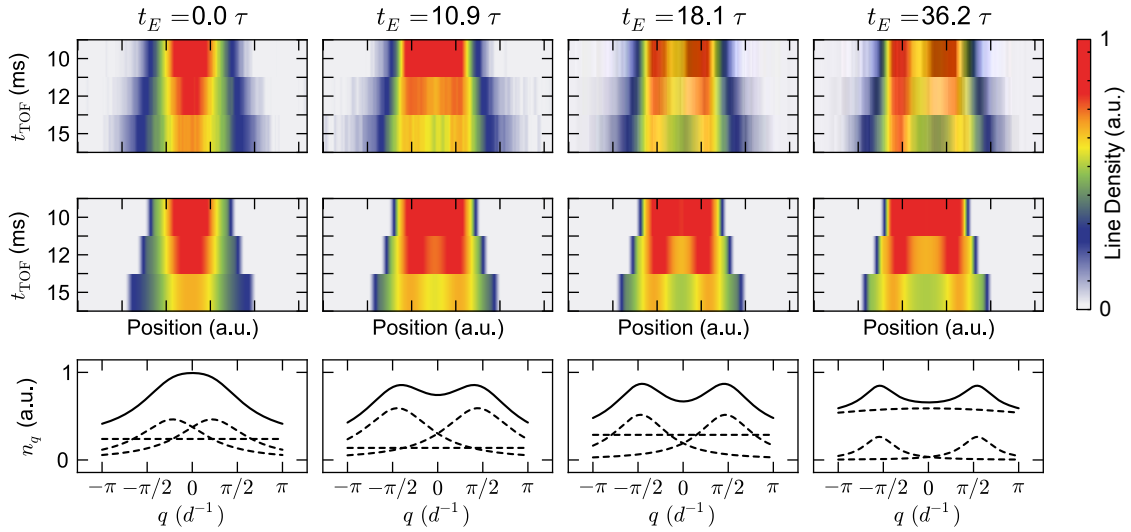 t_E = 0.0 τ t_E = 10.9 τ t_E = 18.1 τ t_E = 36.2 τ
t_TOF (ms)
10
12
15
1
Line Density (a.u.)
0
t_TOF (ms)
10
12
15
Position (a.u.) Position (a.u.) Position (a.u.) Position (a.u.)
n_q (a.u.)
1
0
−π −π/2 0 π/2 π −π −π/2 0 π/2 π −π −π/2 0 π/2 π −π −π/2 0 π/2 π
q (d⁻¹) q (d⁻¹) q (d⁻¹) q (d⁻¹)